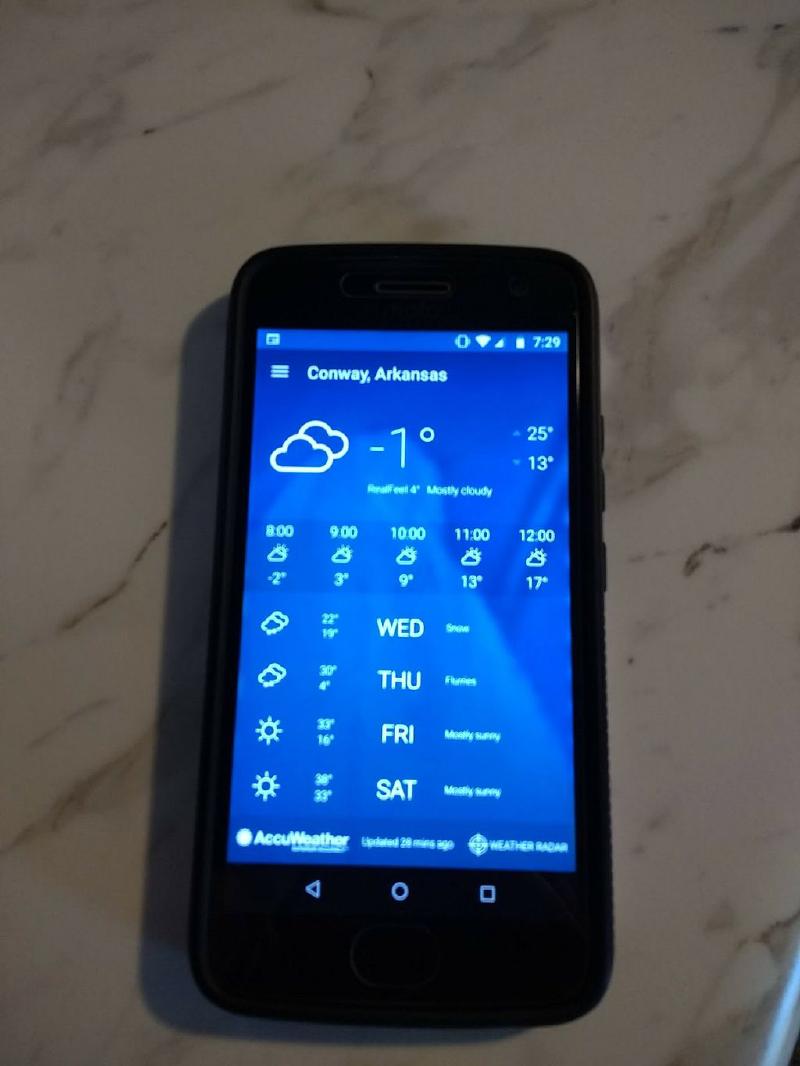 7:29
Conway, Arkansas
-1°
25°
13°
RealFeel 4° Mostly cloudy
8:00 9:00 10:00 11:00 12:00
-2° 3° 9° 13° 17°
22°
19°
WED Snow
30°
4°
THU Flurries
33°
16°
FRI Mostly sunny
38°
33°
SAT Mostly sunny
AccuWeather Updated 28 mins ago WEATHER RADAR